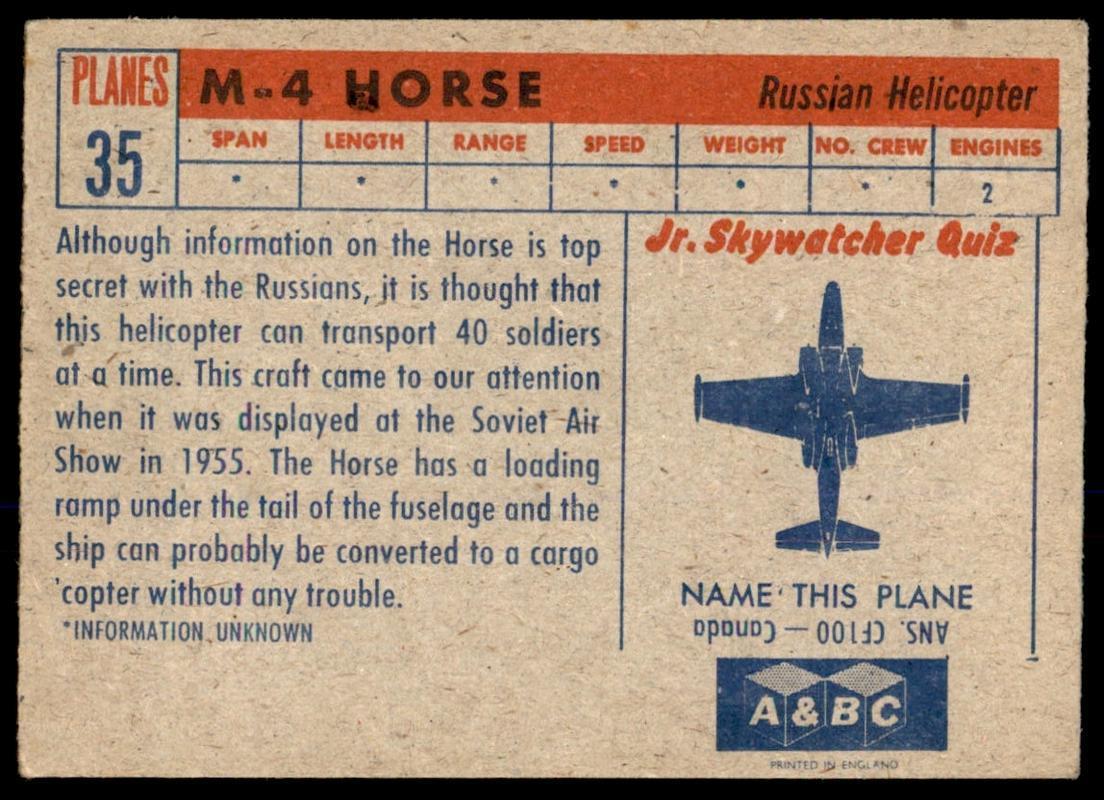 PLANES
35
M-4 HORSE
Russian Helicopter
SPAN LENGTH RANGE SPEED WEIGHT NO. CREW ENGINES
* * * * * * 2
Although information on the Horse is top
secret with the Russians, it is thought that
this helicopter can transport 40 soldiers
at a time. This craft came to our attention
when it was displayed at the Soviet Air
Show in 1955. The Horse has a loading
ramp under the tail of the fuselage and the
ship can probably be converted to a cargo
'copter without any trouble.
*INFORMATION UNKNOWN
Jr. Skywatcher Quiz
NAME THIS PLANE
ANS. CF100 — Canada
A & B C
PRINTED IN ENGLAND